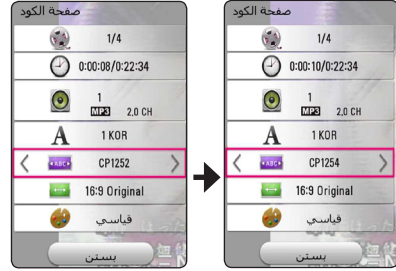 صفحة الكود
1/4
0:00:08/0:22:34
1
MP3 2.0 CH
A 1 KOR
ABC CP1252
16:9 Original
قياسي
بستن
صفحة الكود
1/4
0:00:10/0:22:34
1
MP3 2.0 CH
A 1 KOR
ABC CP1254
16:9 Original
قياسي
بستن